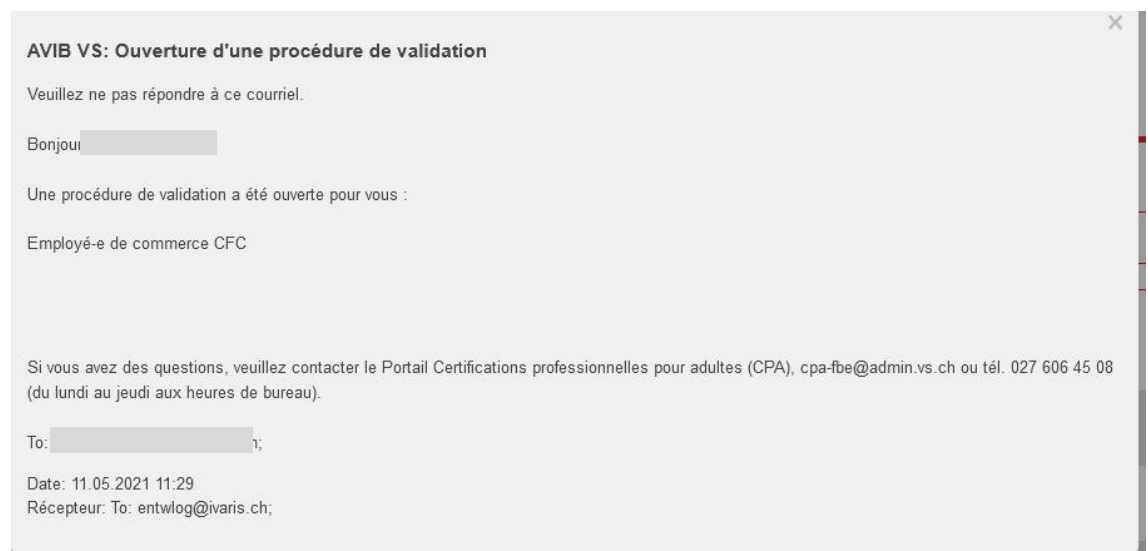 AVIB VS: Ouverture d'une procédure de validation
Veuillez ne pas répondre à ce courriel.
Bonjour
Une procédure de validation a été ouverte pour vous :
Employé-e de commerce CFC
Si vous avez des questions, veuillez contacter le Portail Certifications professionnelles pour adultes (CPA), cpa-fbe@admin.vs.ch ou tél. 027 606 45 08
(du lundi au jeudi aux heures de bureau).
To: ;
Date: 11.05.2021 11:29
Récepteur: To: entwlog@ivaris.ch;